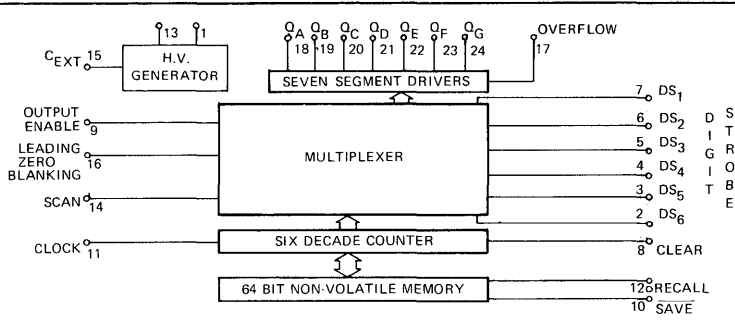 13 1 QA QB QC QD QE QF QG OVERFLOW
CEXT 15 18 19 20 21 22 23 24 17
H.V.
GENERATOR
SEVEN SEGMENT DRIVERS
7 DS1
OUTPUT
ENABLE 9
6 DS2
LEADING
ZERO
BLANKING 16
MULTIPLEXER
5 DS3
4 DS4
DIGIT STROBE
SCAN 14
3 DS5
2 DS6
CLOCK 11
SIX DECADE COUNTER
8 CLEAR
64 BIT NON-VOLATILE MEMORY
12 RECALL
10 SAVE